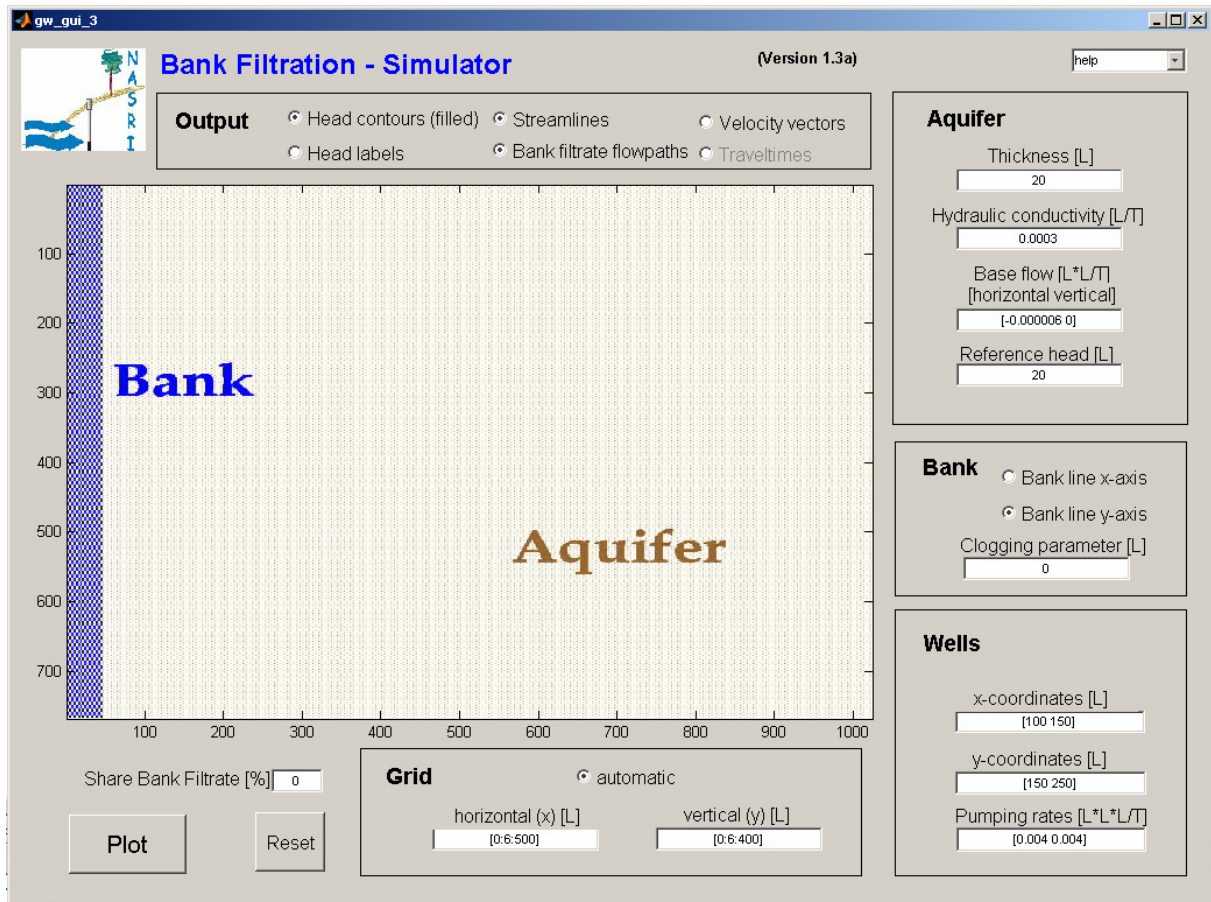 gw_gui_3
N
A
S
R
I
Bank Filtration - Simulator
(Version 1.3a)
help
Output
Head contours (filled)
Streamlines
Velocity vectors
Head labels
Bank filtrate flowpaths
Traveltimes
Aquifer
Thickness [L]
20
Hydraulic conductivity [L/T]
0.0003
Base flow [L*L/T]
[horizontal vertical]
[-0.000006 0]
Reference head [L]
20
100
200
300
400
500
600
700
Bank
Aquifer
100 200 300 400 500 600 700 800 900 1000
Bank
Bank line x-axis
Bank line y-axis
Clogging parameter [L]
0
Wells
x-coordinates [L]
[100 150]
y-coordinates [L]
[150 250]
Pumping rates [L*L*L/T]
[0.004 0.004]
Share Bank Filtrate [%] 0
Plot
Reset
Grid
automatic
horizontal (x) [L]
[0:6:500]
vertical (y) [L]
[0:6:400]